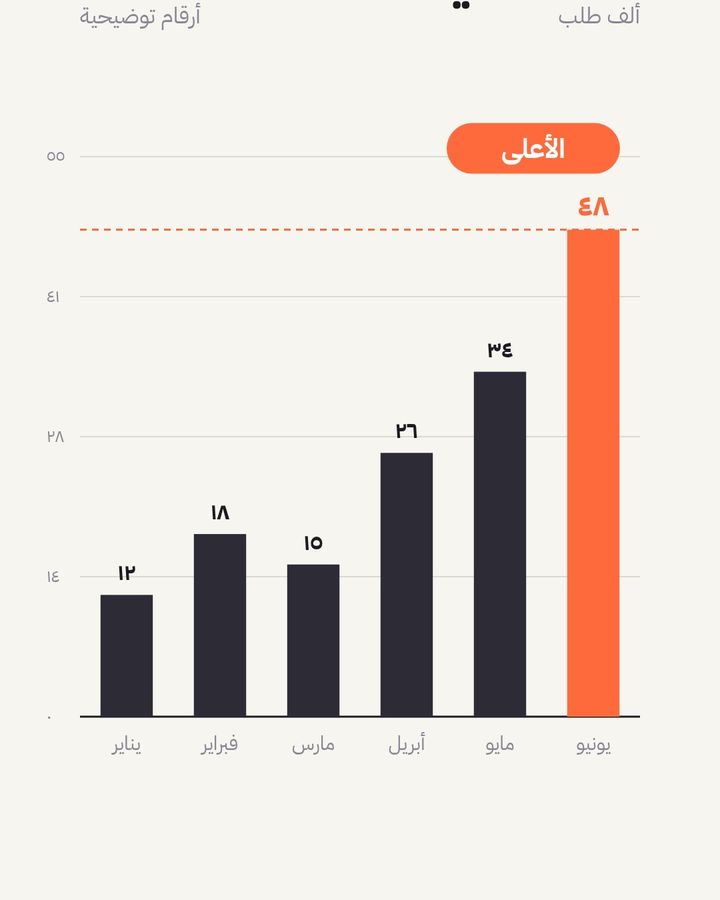 ألف طلب
أرقام توضيحية
الأعلى
٥٥
٤٨
٤١
٣٤
٢٨
٢٦
١٨
١٥
١٤
١٢
٠
يناير
فبراير
مارس
أبريل
مايو
يونيو